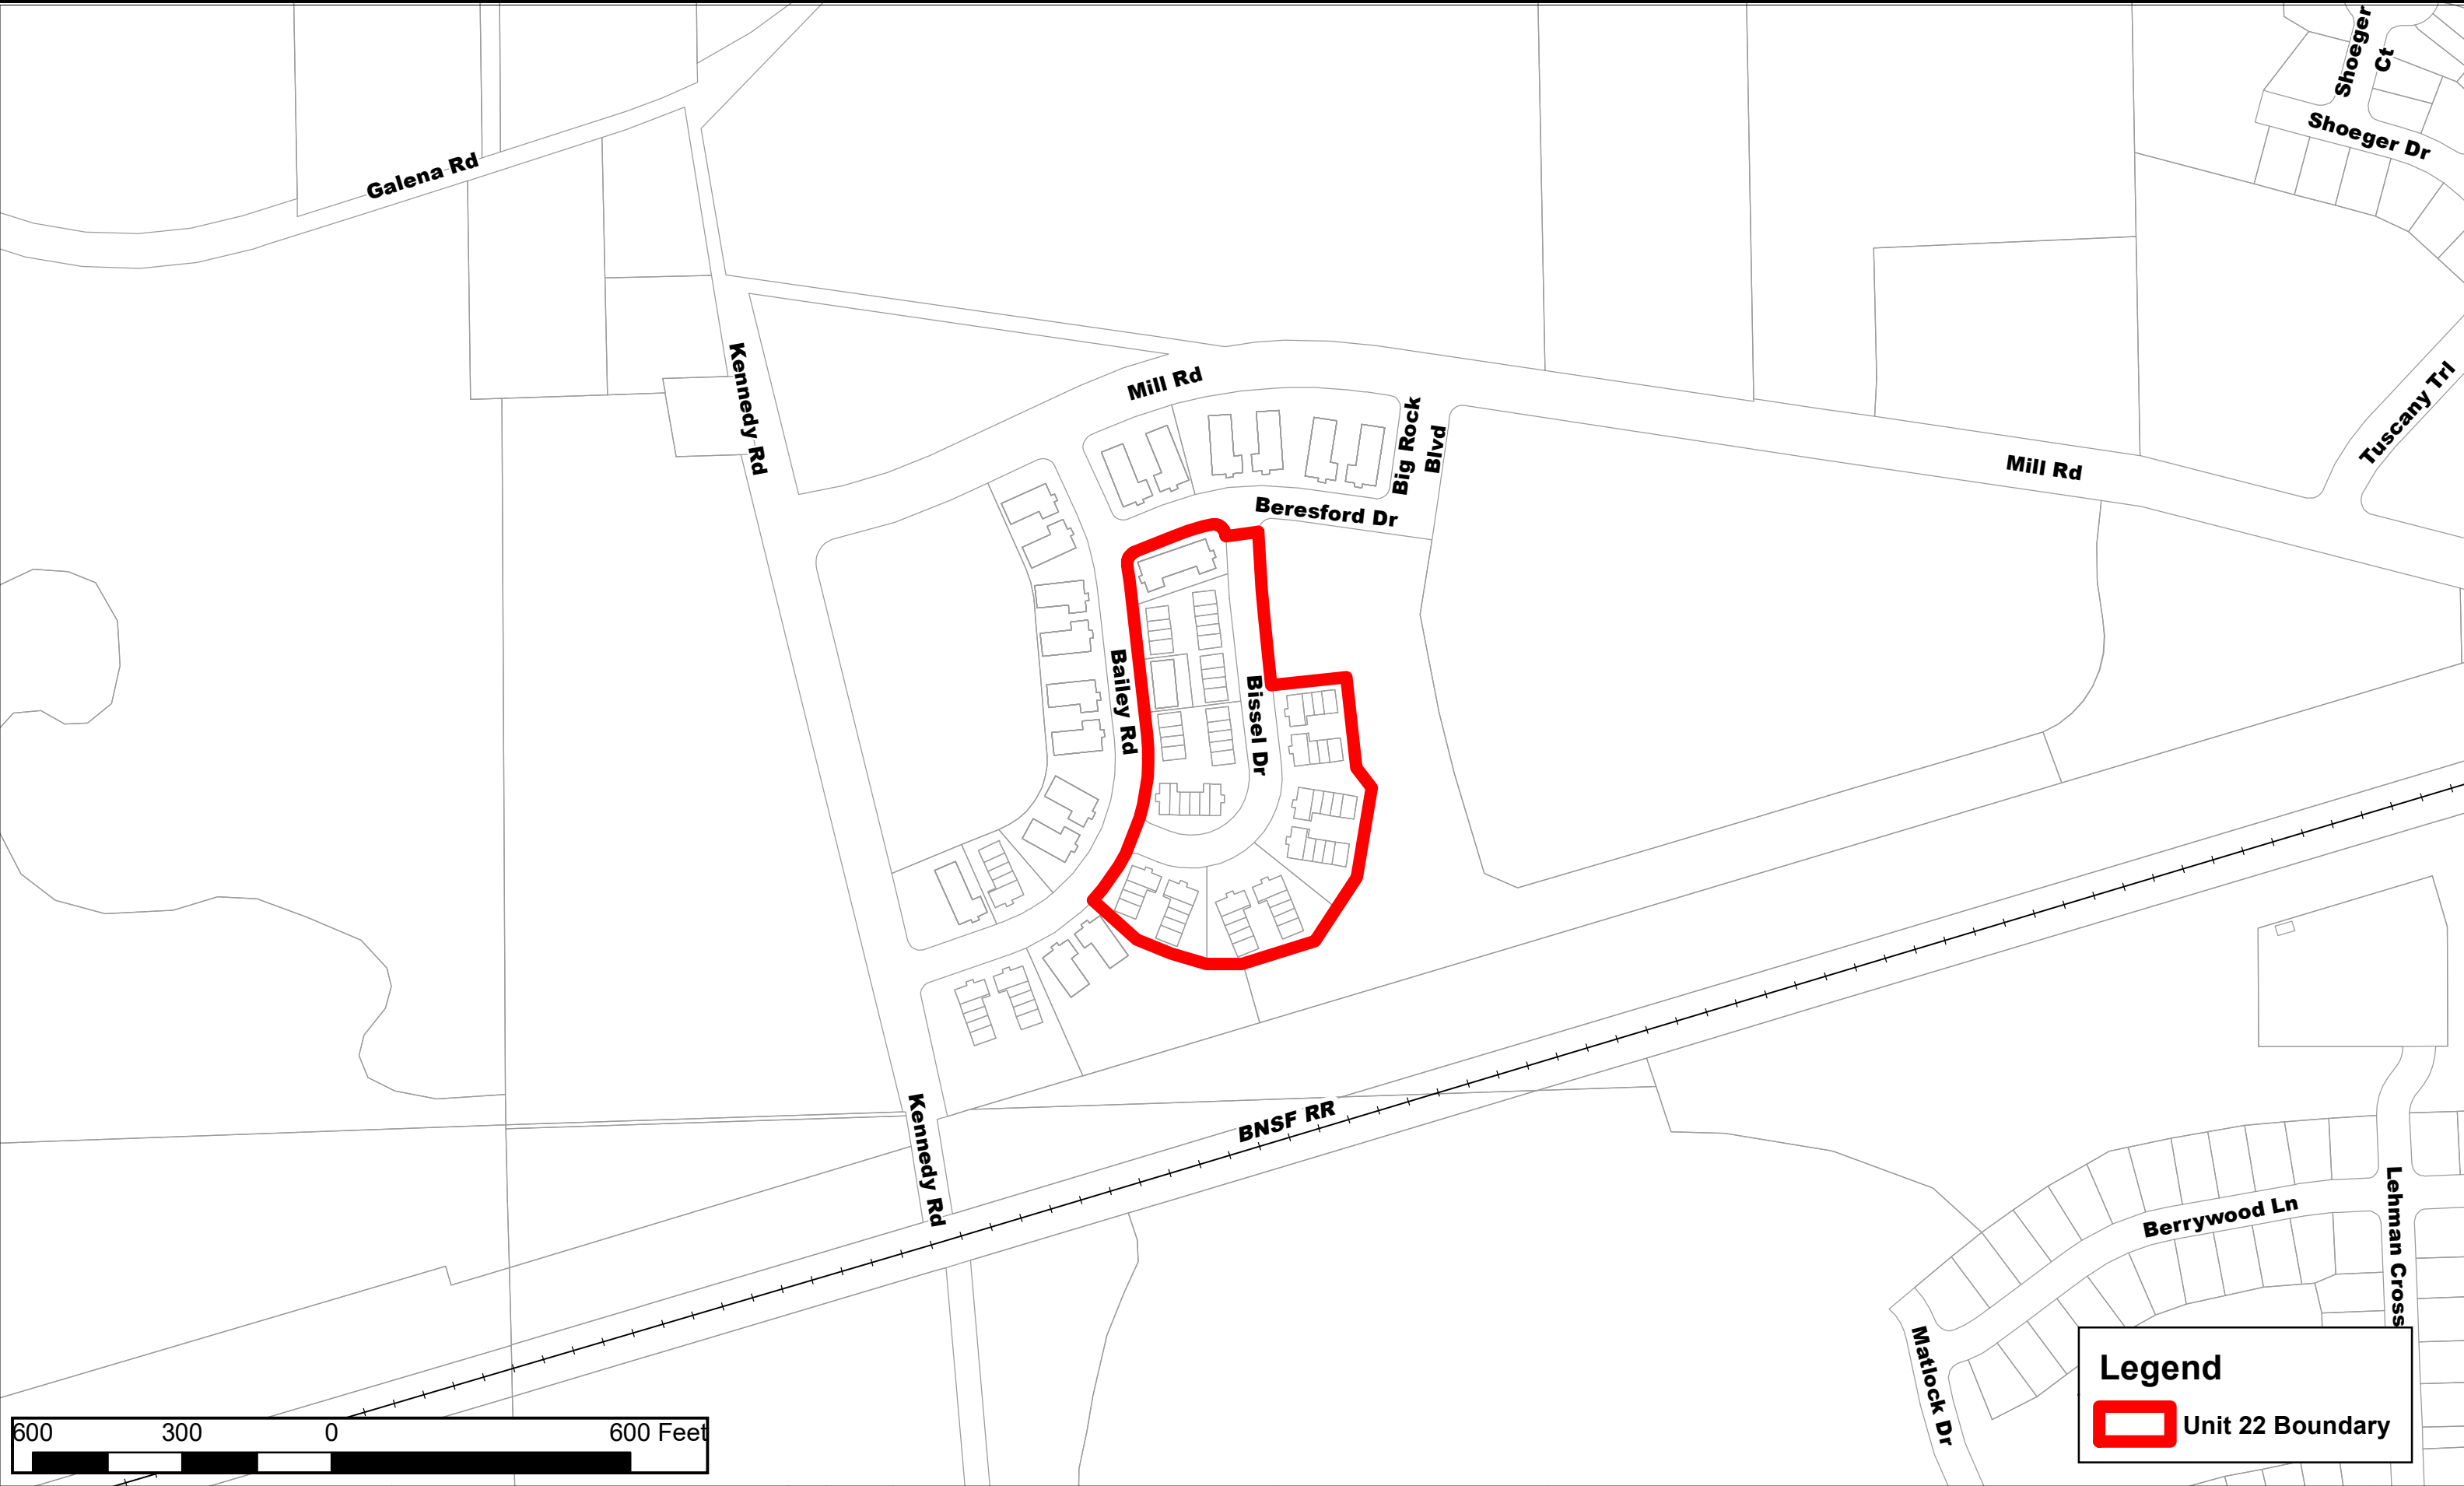 Shoeger
Ct
Shoeger Dr
Galena Rd
Kennedy Rd
Mill Rd
Big Rock
Blvd
Tuscany Trl
Mill Rd
Beresford Dr
Bailey Rd
Bissel Dr
Kennedy Rd
BNSF RR
Berrywood Ln
Lehman Cross
Matlock Dr
Legend
Unit 22 Boundary
600 300 0 600 Feet